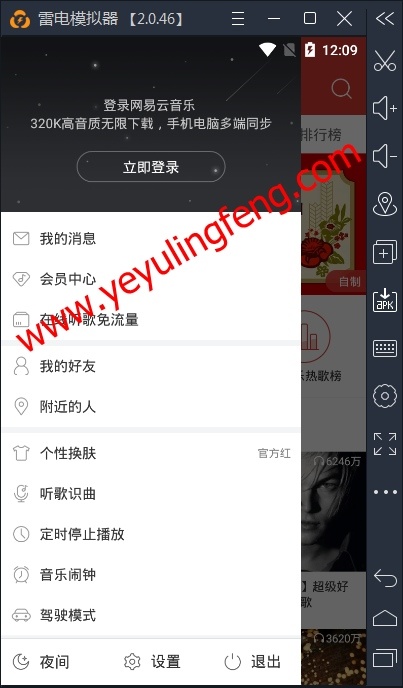 雷电模拟器【2.0.46】
12:09
登录网易云音乐
320K高音质无限下载，手机电脑多端同步
立即登录
排行榜
我的消息
自制
会员中心
在线听歌免流量
www.yeyulingfeng.com
我的好友
乐热歌榜
附近的人
个性换肤
官方红
6246万
听歌识曲
定时停止播放
音乐闹钟
】超级好
歌
驾驶模式
3620万
夜间
设置
退出
APK